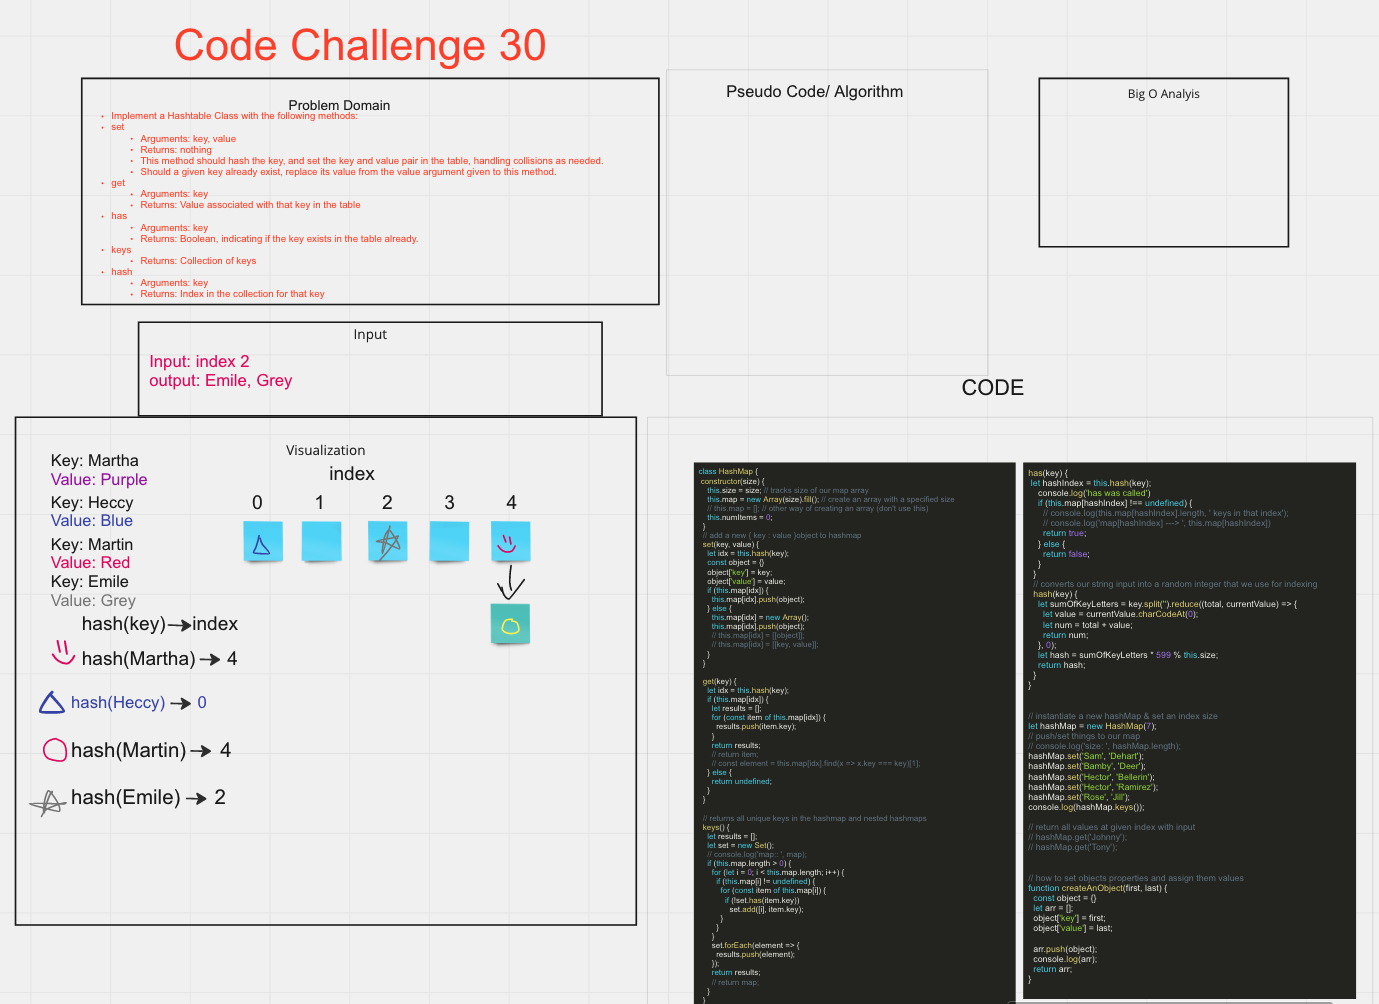 Code Challenge 30
Problem Domain
Implement a Hashtable Class with the following methods:
set
Arguments: key, value
Returns: nothing
This method should hash the key, and set the key and value pair in the table, handling collisions as needed.
Should a given key already exist, replace its value from the value argument given to this method.
get
Arguments: key
Returns: Value associated with that key in the table
has
Arguments: key
Returns: Boolean, indicating if the key exists in the table already.
keys
Returns: Collection of keys
hash
Arguments: key
Returns: Index in the collection for that key
Pseudo Code/ Algorithm
Big O Analyis
Input
Input: index 2
output: Emile, Grey
Visualization
index
0 1 2 3 4
Key: Martha
Value: Purple
Key: Heccy
Value: Blue
Key: Martin
Value: Red
Key: Emile
Value: Grey
hash(key) index
hash(Martha) 4
hash(Heccy) 0
hash(Martin) 4
hash(Emile) 2
CODE
class HashMap {
constructor(size) {
this.size = size; // tracks size of our map array
this.map = new Array(size).fill(); // create an array with a specified size
// this.map = []; // other way of creating an array (don't use this)
this.numItems = 0;
}
// add a new { key : value }object to hashmap
set(key, value) {
let idx = this.hash(key);
const object = {}
object['key'] = key;
object['value'] = value;
if (this.map[idx]) {
this.map[idx].push(object);
} else {
this.map[idx] = new Array();
this.map[idx].push(object);
// this.map[idx] = [[object]];
// this.map[idx] = [[key, value]];
}
}
get(key) {
let idx = this.hash(key);
if (this.map[idx]) {
let results = [];
for (const item of this.map[idx]) {
results.push(item.key);
}
return results;
// return item;
// const element = this.map[idx].find(x => x.key === key)[1];
} else {
return undefined;
}
}
// returns all unique keys in the hashmap and nested hashmaps
keys() {
let results = [];
let set = new Set();
// console.log('map:: ', map);
if (this.map.length > 0) {
for (let i = 0; i < this.map.length; i++) {
if (this.map[i] != undefined) {
for (const item of this.map[i]) {
if (!set.has(item.key))
set.add([i], item.key);
}
}
}
set.forEach(element => {
results.push(element);
});
return results;
// return map;
}
}
has(key) {
let hashIndex = this.hash(key);
console.log('has was called')
if (this.map[hashIndex] !== undefined) {
// console.log(this.map[hashIndex].length, ' keys in that index');
// console.log('map[hashIndex] ---> ', this.map[hashIndex])
return true;
} else {
return false;
}
}
// converts our string input into a random integer that we use for indexing
hash(key) {
let sumOfKeyLetters = key.split('').reduce((total, currentValue) => {
let value = currentValue.charCodeAt(0);
let num = total + value;
return num;
}, 0);
let hash = sumOfKeyLetters * 599 % this.size;
return hash;
}
}
// instantiate a new hashMap & set an index size
let hashMap = new HashMap(7);
// push/set things to our map
// console.log('size: ', hashMap.length);
hashMap.set('Sam', 'Dehart');
hashMap.set('Bamby', 'Deer');
hashMap.set('Hector', 'Bellerin');
hashMap.set('Hector', 'Ramirez');
hashMap.set('Rose', 'Jill');
console.log(hashMap.keys());
// return all values at given index with input
// hashMap.get('Johnny');
// hashMap.get('Tony');
// how to set objects properties and assign them values
function createAnObject(first, last) {
const object = {}
let arr = [];
object['key'] = first;
object['value'] = last;
arr.push(object);
console.log(arr);
return arr;
}